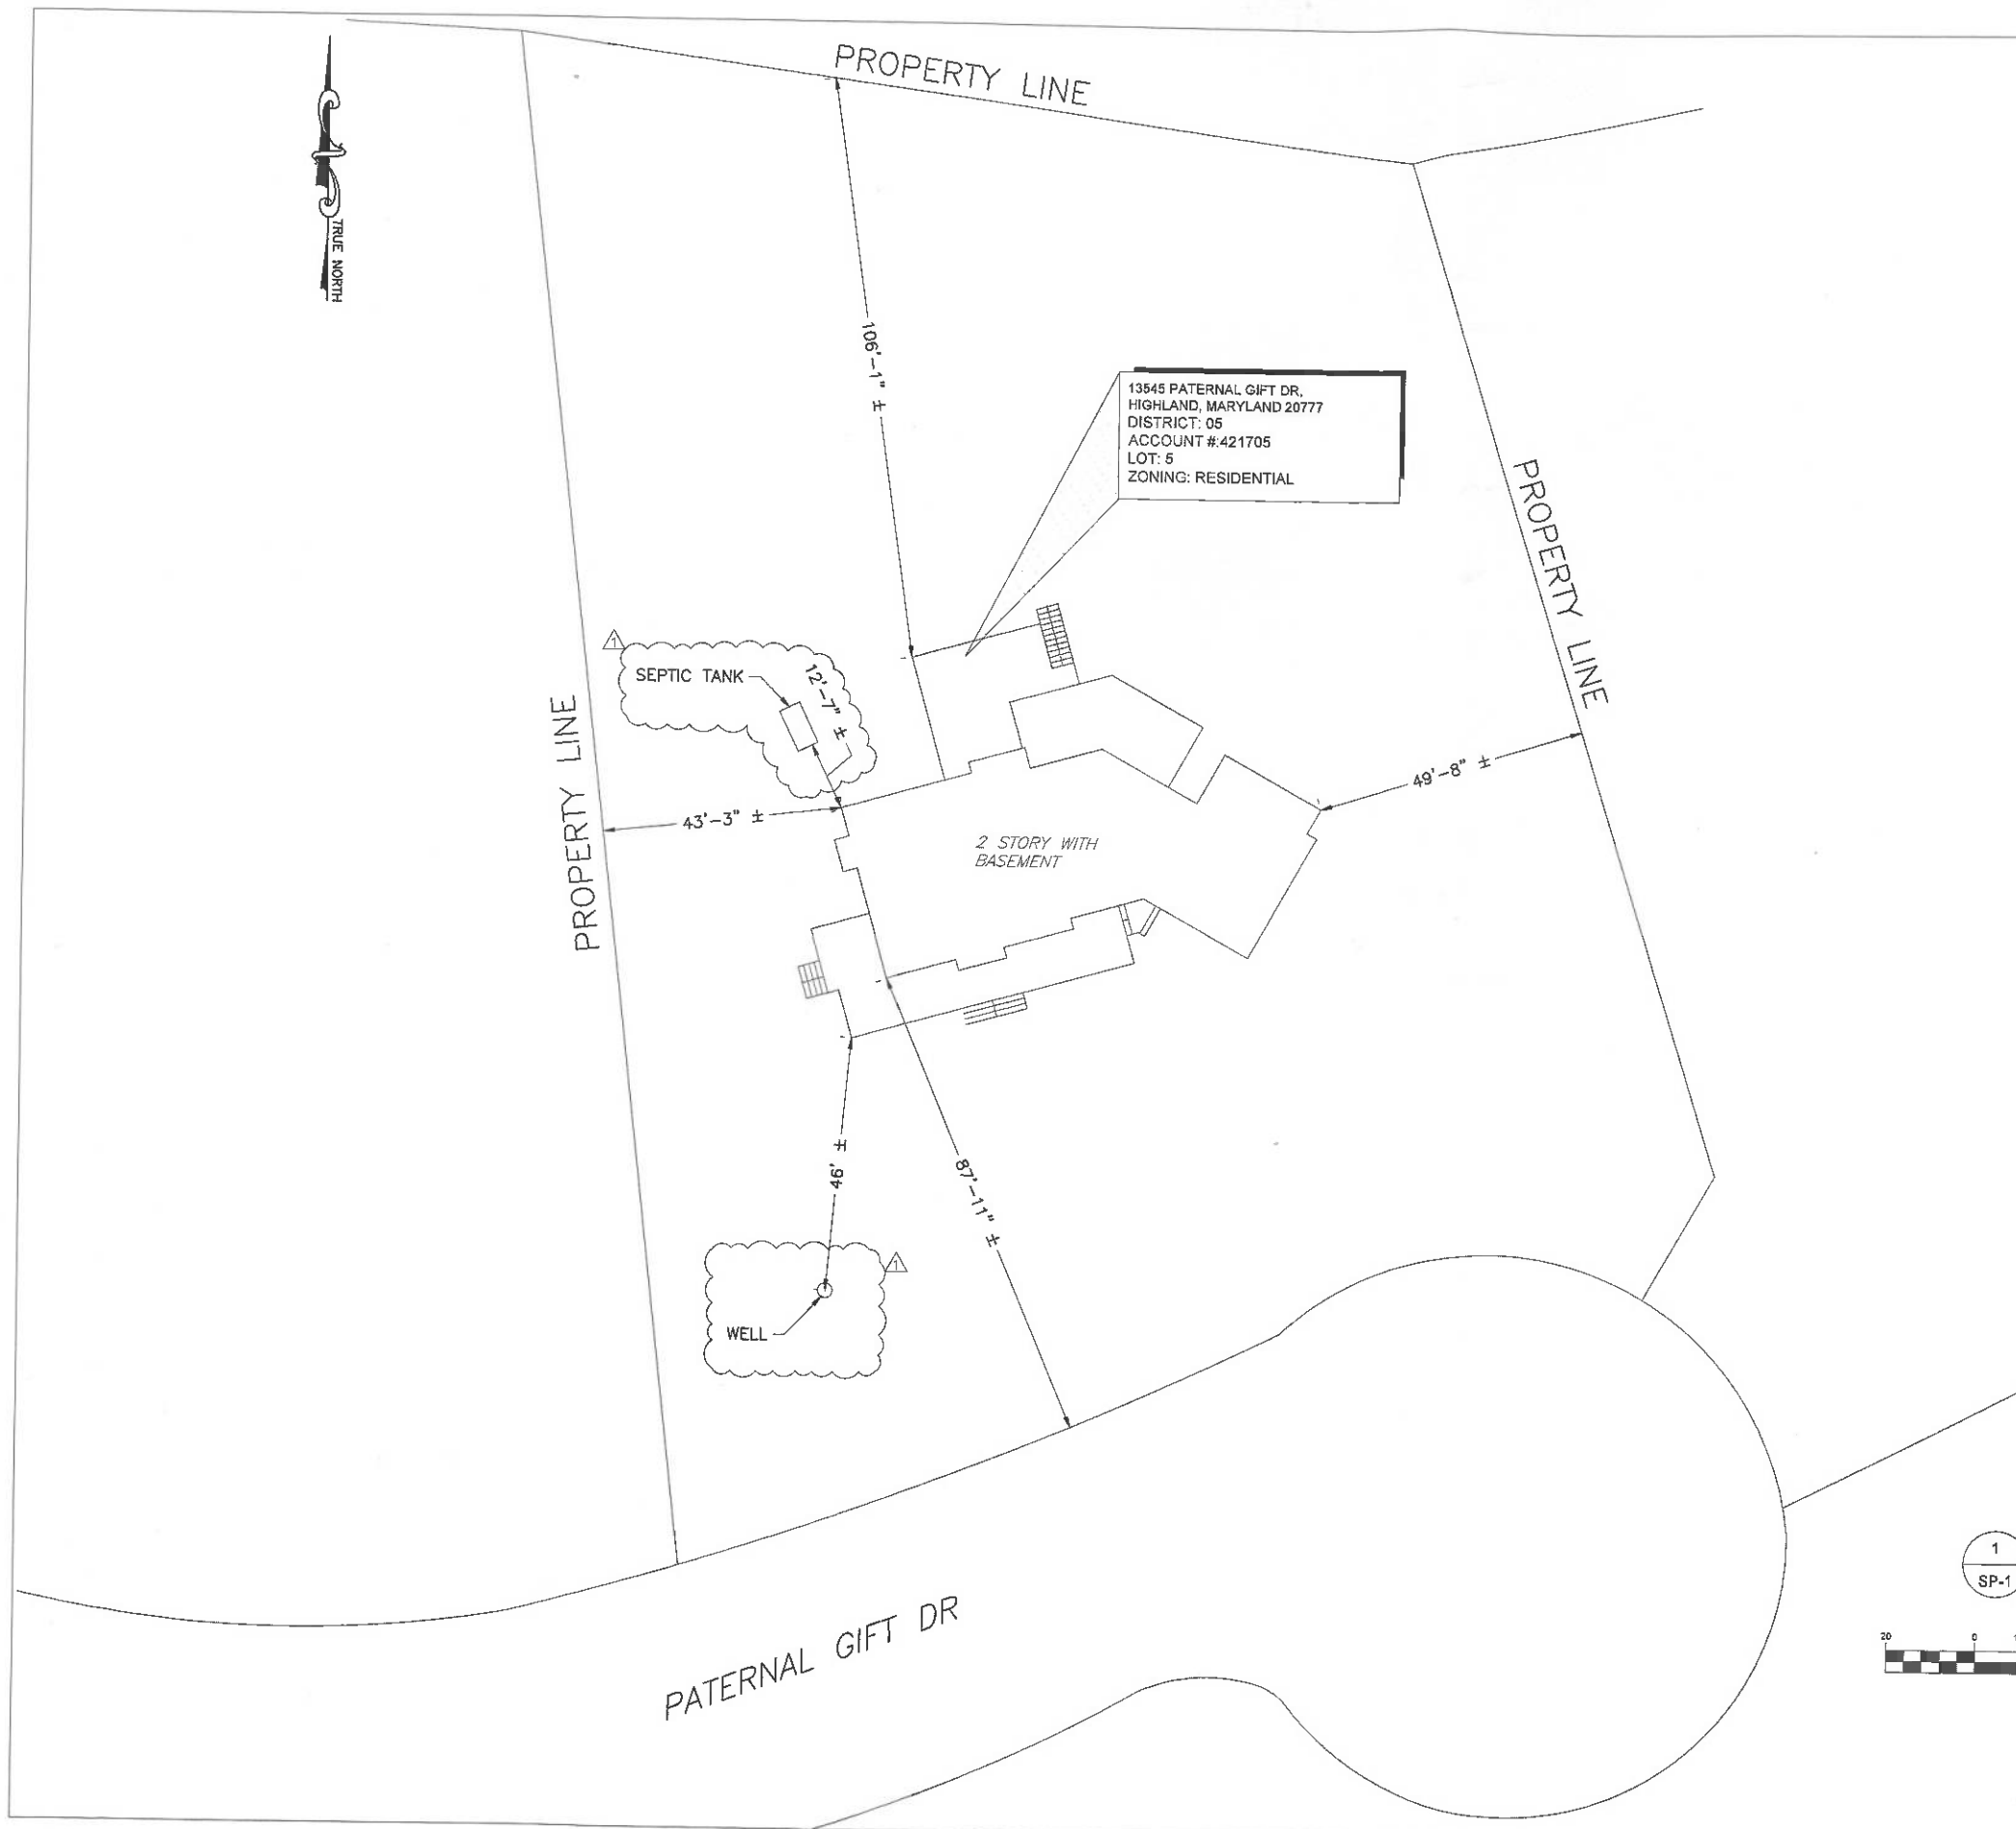 PROPERTY LINE
TRUE NORTH
106'-1" ±
13545 PATERNAL GIFT DR,
HIGHLAND, MARYLAND 20777
DISTRICT: 05
ACCOUNT #:421705
LOT: 5
ZONING: RESIDENTIAL
PROPERTY LINE
1
SEPTIC TANK
12'-7" ±
PROPERTY LINE
43'-3" ±
49'-8" ±
2 STORY WITH
BASEMENT
46' ±
87'-11" ±
1
WELL
1
SP-1
PATERNAL GIFT DR
20
0